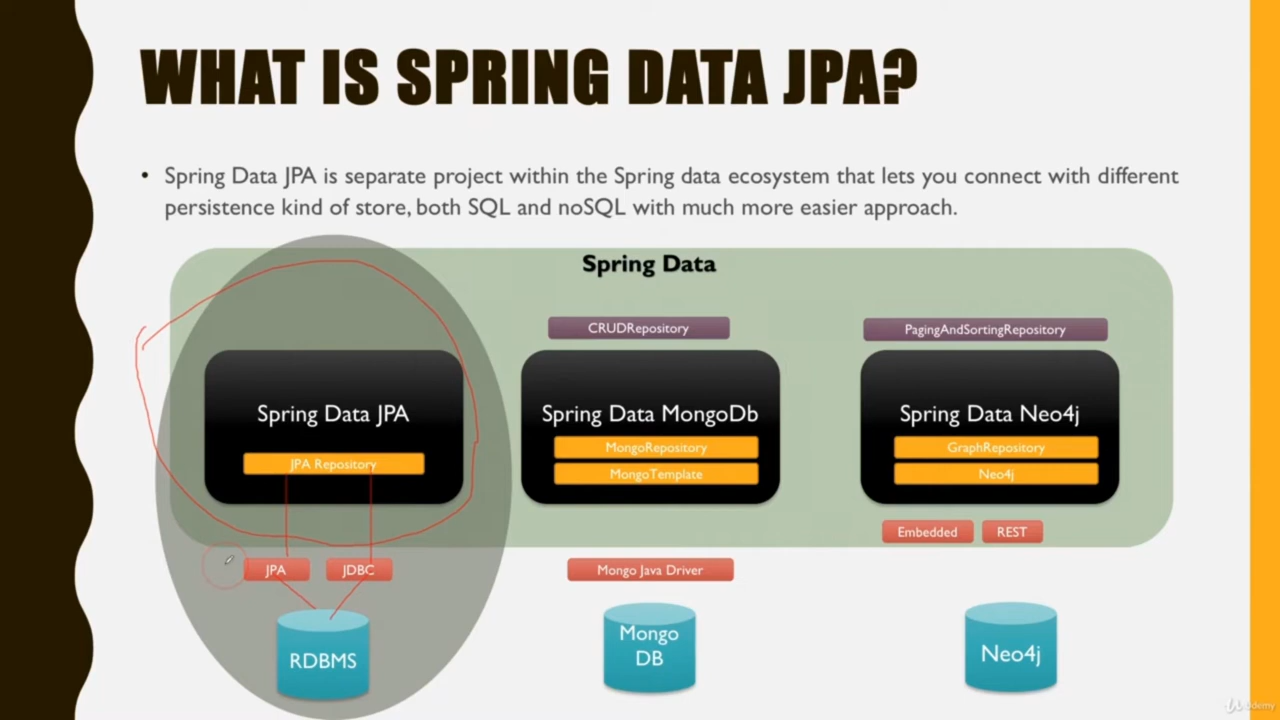 WHAT IS SPRING DATA JPA?
• Spring Data JPA is separate project within the Spring data ecosystem that lets you connect with different
persistence kind of store, both SQL and noSQL with much more easier approach.
Spring Data
CRUDRepository
PagingAndSortingRepository
Spring Data JPA
JPA Repository
Spring Data MongoDb
MongoRepository
MongoTemplate
Spring Data Neo4j
GraphRepository
Neo4j
Embedded
REST
JPA
JDBC
Mongo Java Driver
RDBMS
Mongo
DB
Neo4j
Udemy